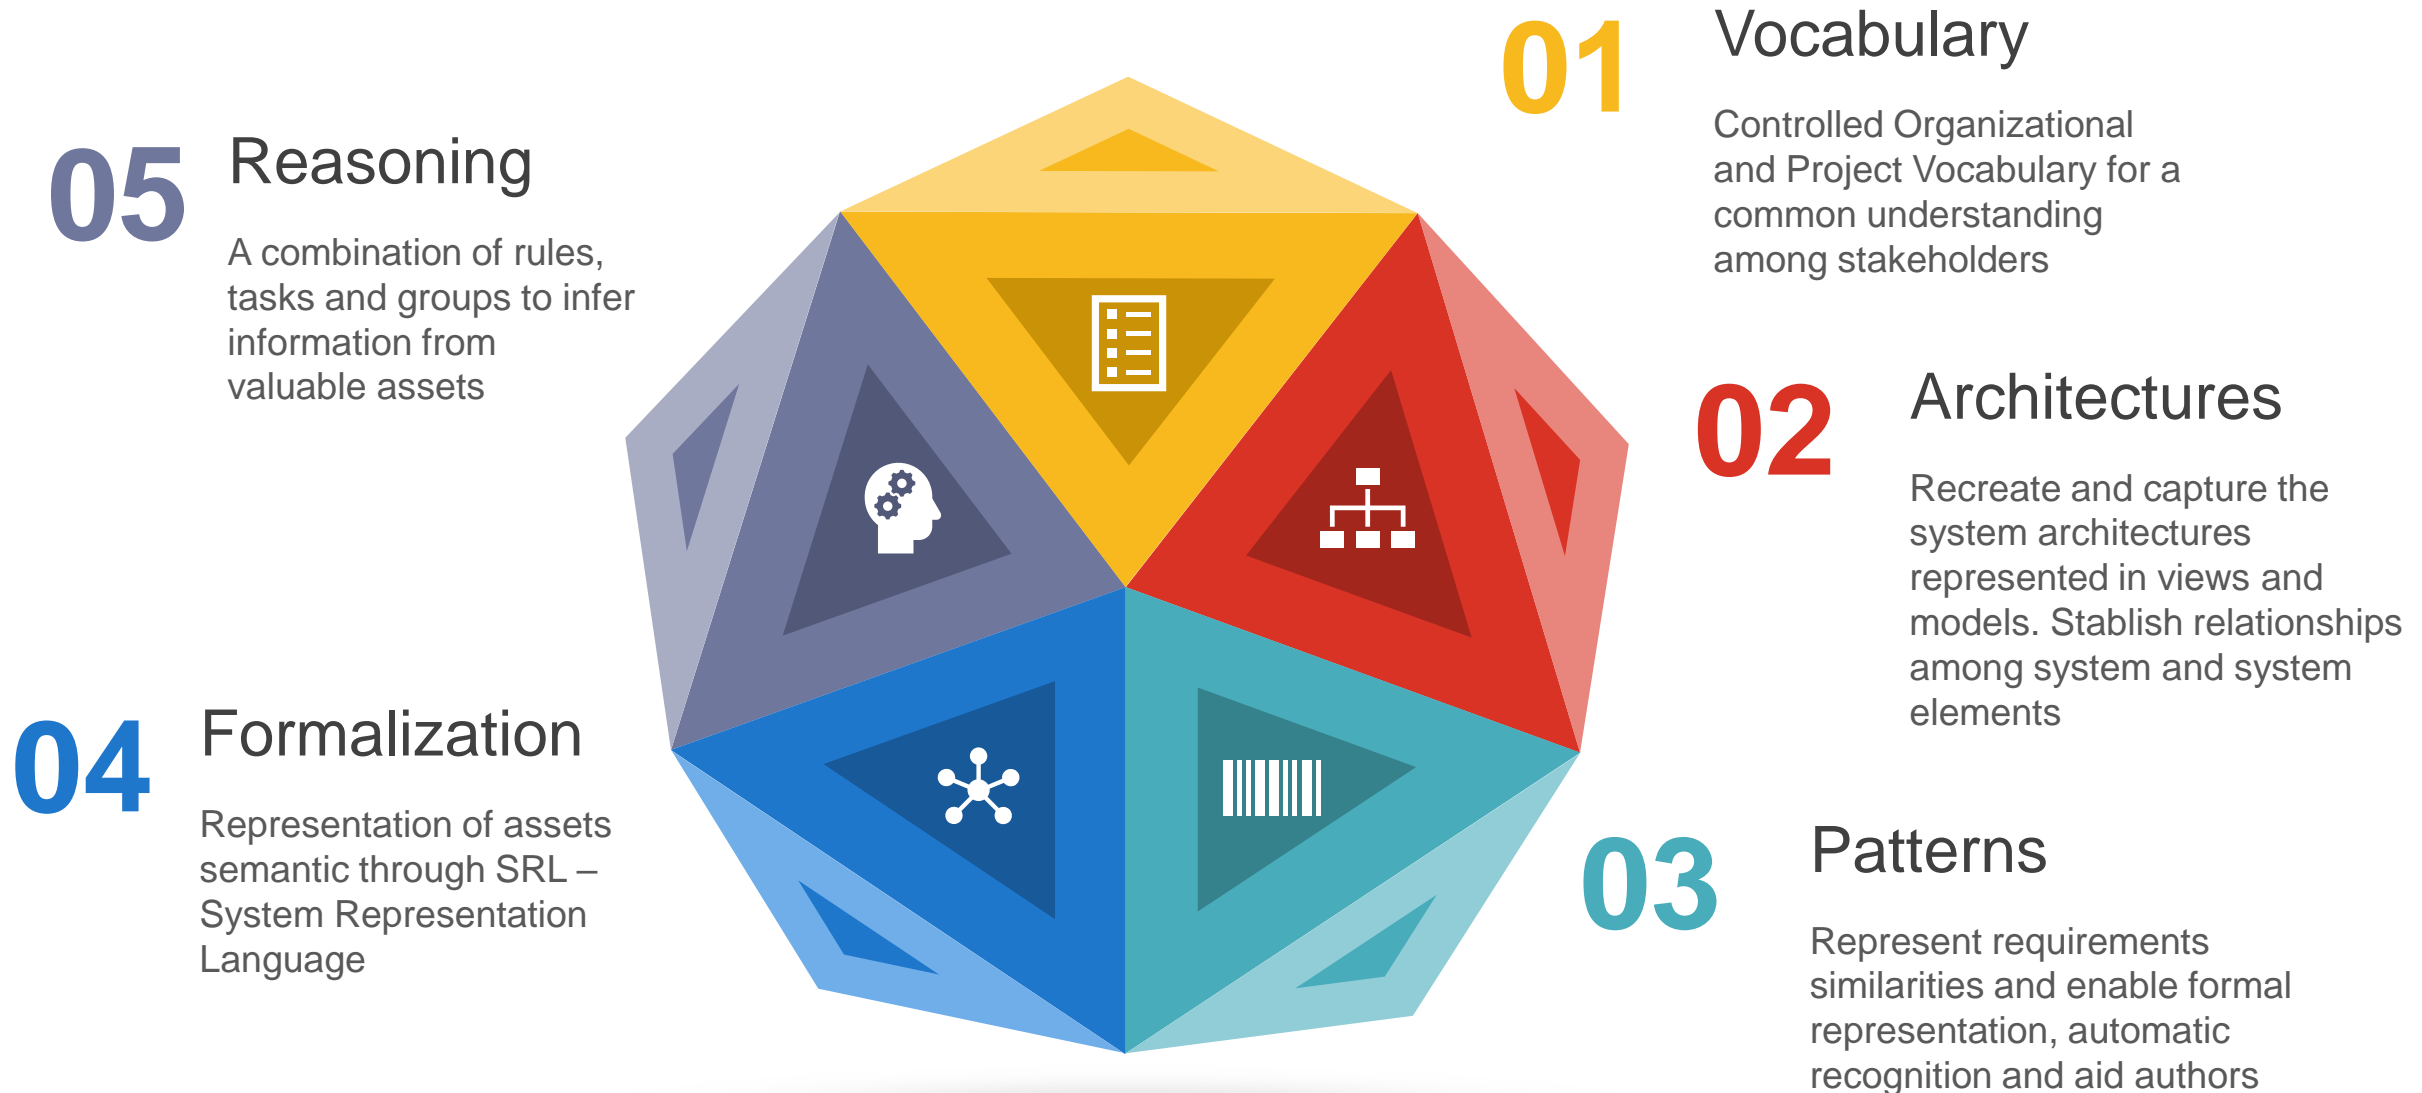 01
Vocabulary
Controlled Organizational
and Project Vocabulary for a
common understanding
among stakeholders
02
Architectures
Recreate and capture the
system architectures
represented in views and
models. Stablish relationships
among system and system
elements
03
Patterns
Represent requirements
similarities and enable formal
representation, automatic
recognition and aid authors
04
Formalization
Representation of assets
semantic through SRL –
System Representation
Language
05
Reasoning
A combination of rules,
tasks and groups to infer
information from
valuable assets